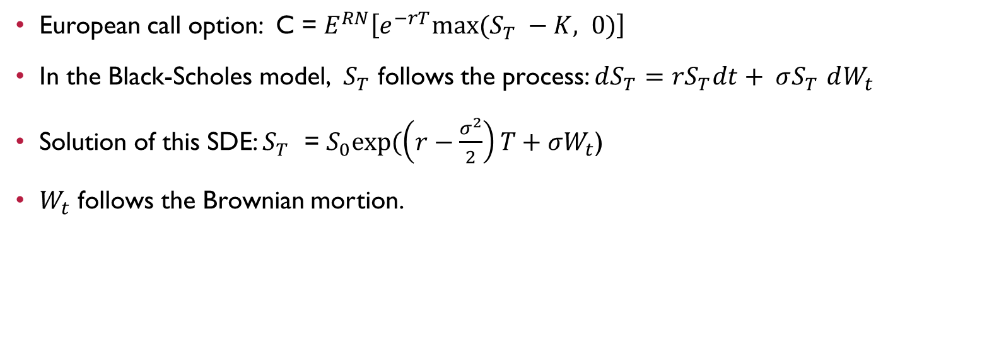 • European call option: C = $E^{RN}[e^{-rT}\max(S_T - K, 0)]$
• In the Black-Scholes model, $S_T$ follows the process: $dS_T = rS_T dt + \sigma S_T \, dW_t$
• Solution of this SDE: $S_T = S_0 \exp(\left(r - \frac{\sigma^2}{2}\right)T + \sigma W_t)$
• $W_t$ follows the Brownian mortion.